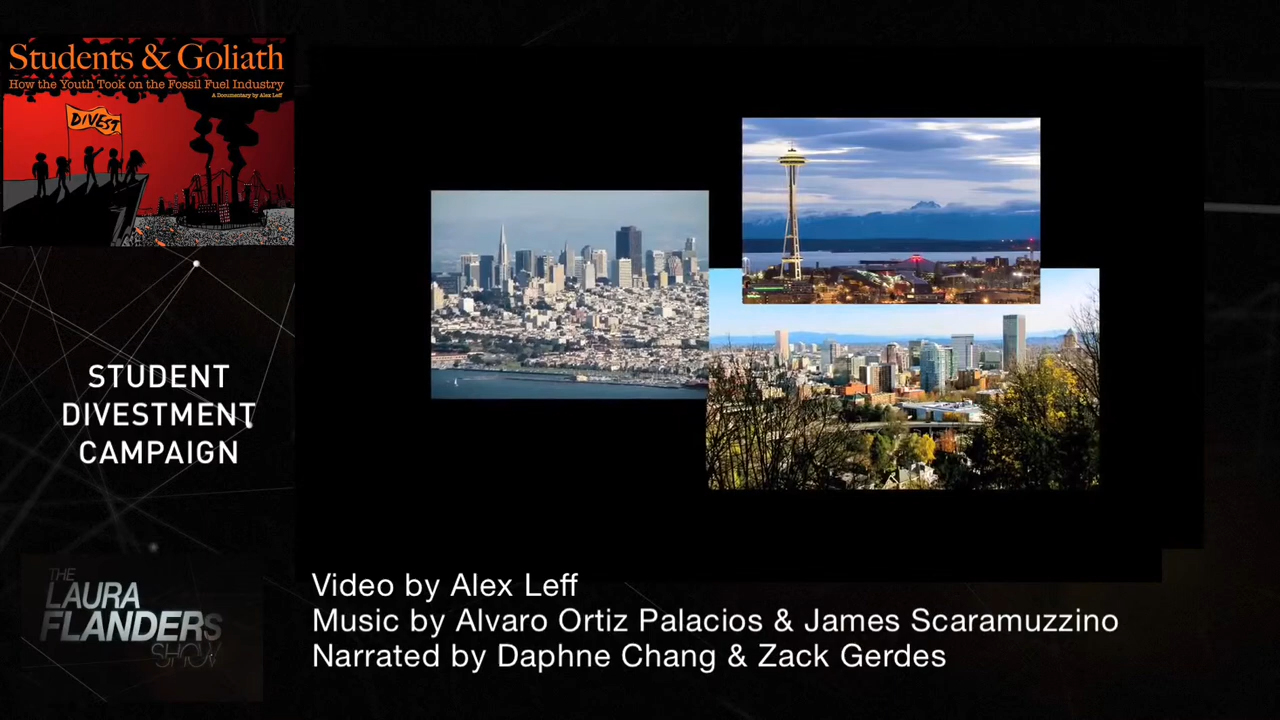 Students & Goliath
How the Youth Took on the Fossil Fuel Industry
A Documentary by Alex Leff
DIVEST
STUDENT
DIVESTMENT
CAMPAIGN
THE
LAURA
FLANDERS
SHOW
Video by Alex Leff
Music by Alvaro Ortiz Palacios & James Scaramuzzino
Narrated by Daphne Chang & Zack Gerdes